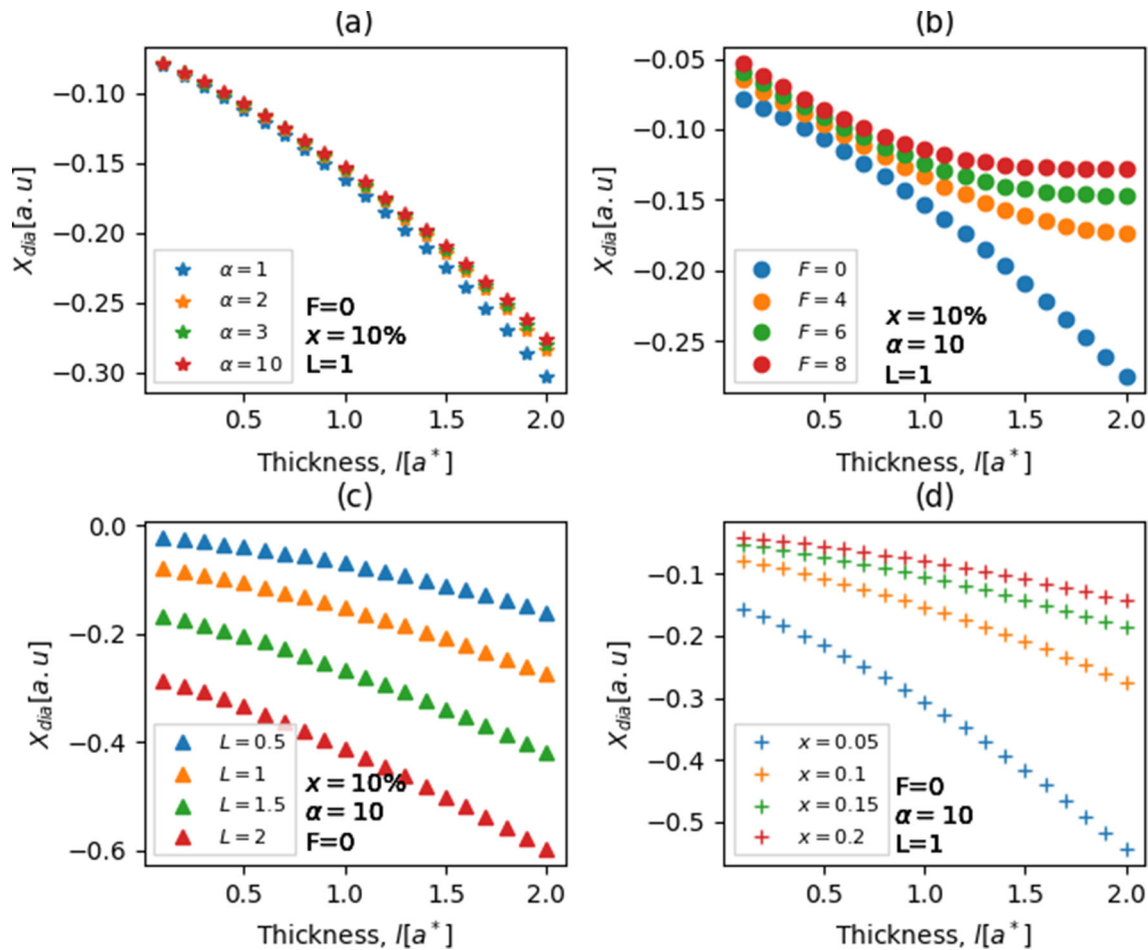 (a)
−0.10
−0.15
−0.20
−0.25
−0.30
X_dia [a.u]
α = 1
α = 2
α = 3
α = 10
F=0
x = 10%
L=1
0.5 1.0 1.5 2.0
Thickness, l[a*]
(b)
−0.05
−0.10
−0.15
−0.20
−0.25
X_dia [a.u]
F = 0
F = 4
F = 6
F = 8
x = 10%
α = 10
L=1
0.5 1.0 1.5 2.0
Thickness, l[a*]
(c)
0.0
−0.2
−0.4
−0.6
X_dia [a.u]
L = 0.5
L = 1
L = 1.5
L = 2
x = 10%
α = 10
F=0
0.5 1.0 1.5 2.0
Thickness, l[a*]
(d)
−0.1
−0.2
−0.3
−0.4
−0.5
X_dia [a.u]
x = 0.05
x = 0.1
x = 0.15
x = 0.2
F=0
α = 10
L=1
0.5 1.0 1.5 2.0
Thickness, l[a*]